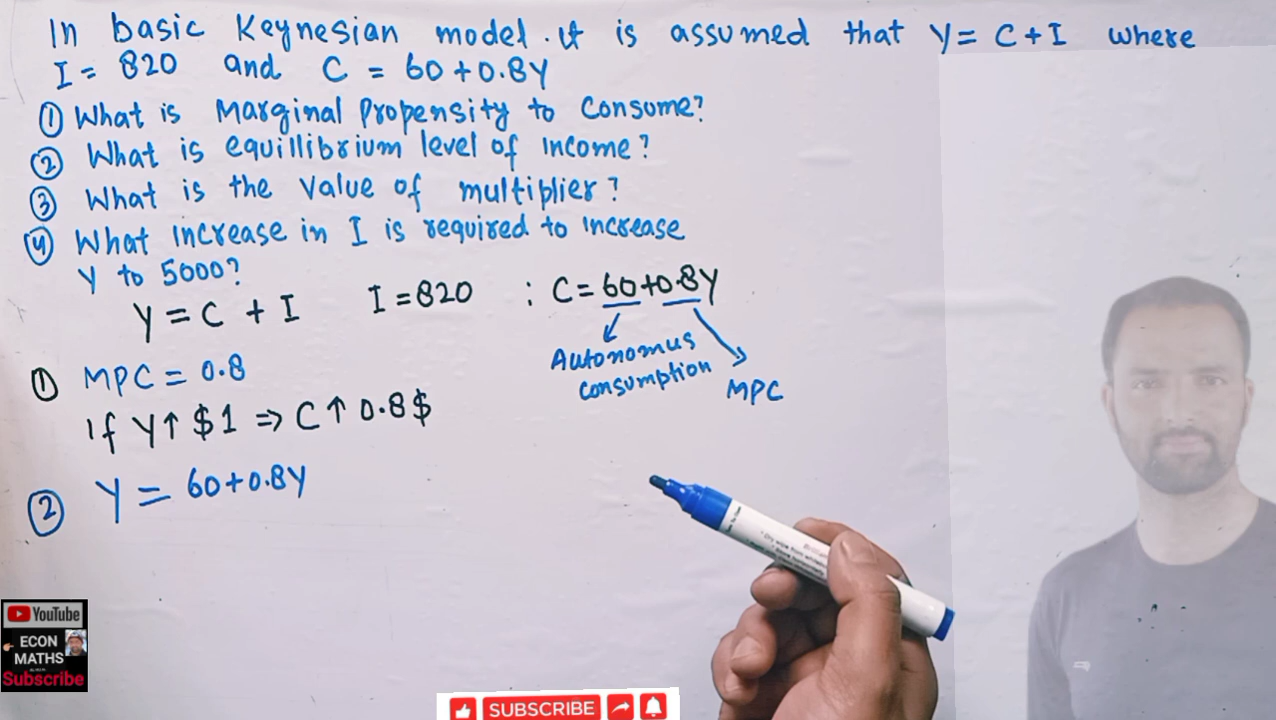 In basic Keynesian model. it is assumed that Y = C + I where
I = 820 and C = 60 + 0.8Y
① What is Marginal Propensity to Consume?
② What is equillibrium level of income?
③ What is the value of multiplier?
④ What increase in I is required to increase
Y to 5000?
Y = C + I I = 820 : C = 60 + 0.8Y
Autonomus
consumption
MPC
① MPC = 0.8
If Y↑ $1 ⇒ C↑ 0.8$
② Y = 60 + 0.8Y
YouTube
ECON
MATHS
Subscribe
SUBSCRIBE